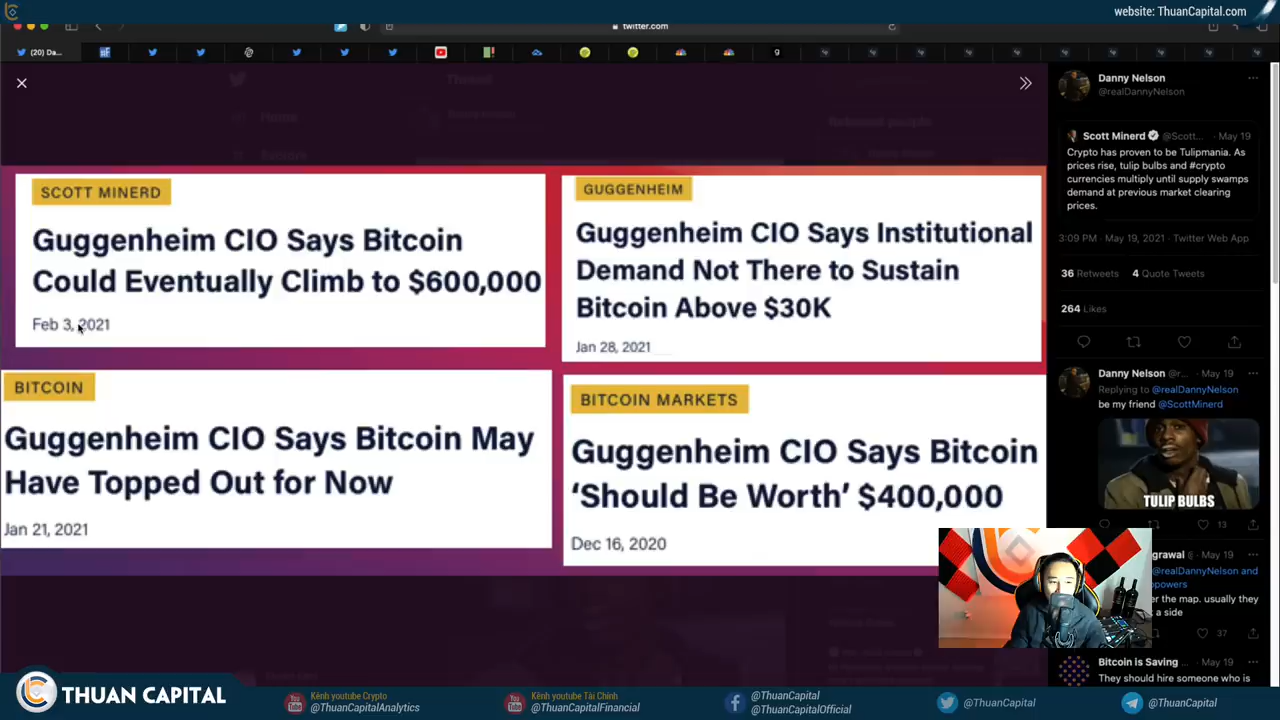 website: ThuanCapital.com
twitter.com
(20) Da...
SCOTT MINERD
Guggenheim CIO Says Bitcoin
Could Eventually Climb to $600,000
Feb 3, 2021
GUGGENHEIM
Guggenheim CIO Says Institutional
Demand Not There to Sustain
Bitcoin Above $30K
Jan 28, 2021
BITCOIN
Guggenheim CIO Says Bitcoin May
Have Topped Out for Now
Jan 21, 2021
BITCOIN MARKETS
Guggenheim CIO Says Bitcoin
‘Should Be Worth’ $400,000
Dec 16, 2020
Danny Nelson
@realDannyNelson
Scott Minerd @Scott... · May 19
Crypto has proven to be Tulipmania. As
prices rise, tulip bulbs and #crypto
currencies multiply until supply swamps
demand at previous market clearing
prices.
3:09 PM · May 19, 2021 · Twitter Web App
36 Retweets 4 Quote Tweets
264 Likes
Danny Nelson @r... · May 19
Replying to @realDannyNelson
be my friend @ScottMinerd
TULIP BULBS
13
grawal · May 19
@realDannyNelson and
the map. usually they
a side
37
Bitcoin is Saving ... · May 19
They should hire someone who is
THUAN CAPITAL
Kênh youtube Crypto
@ThuanCapitalAnalytics
Kênh youtube Tài Chính
@ThuanCapitalFinancial
@ThuanCapital
@ThuanCapitalOfficial
@ThuanCapital
@ThuanCapital